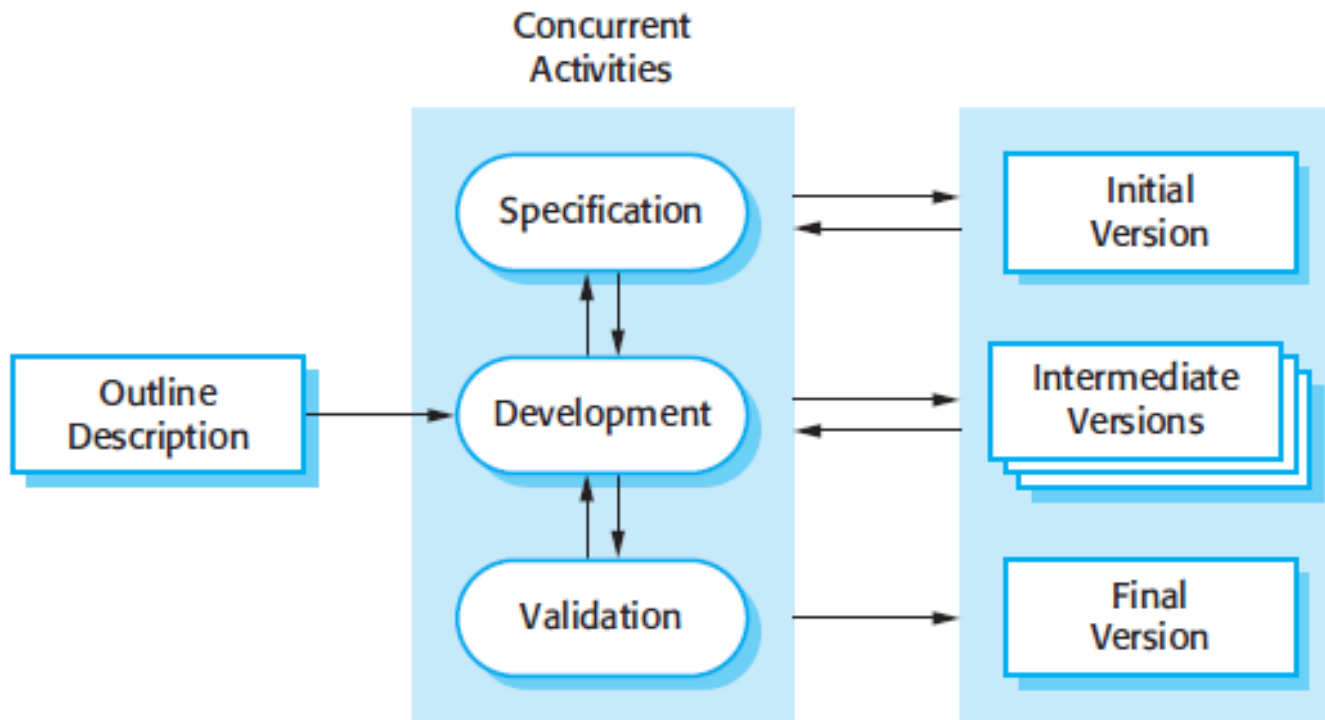 Concurrent
Activities
Specification
Initial
Version
Outline
Description
Development
Intermediate
Versions
Validation
Final
Version